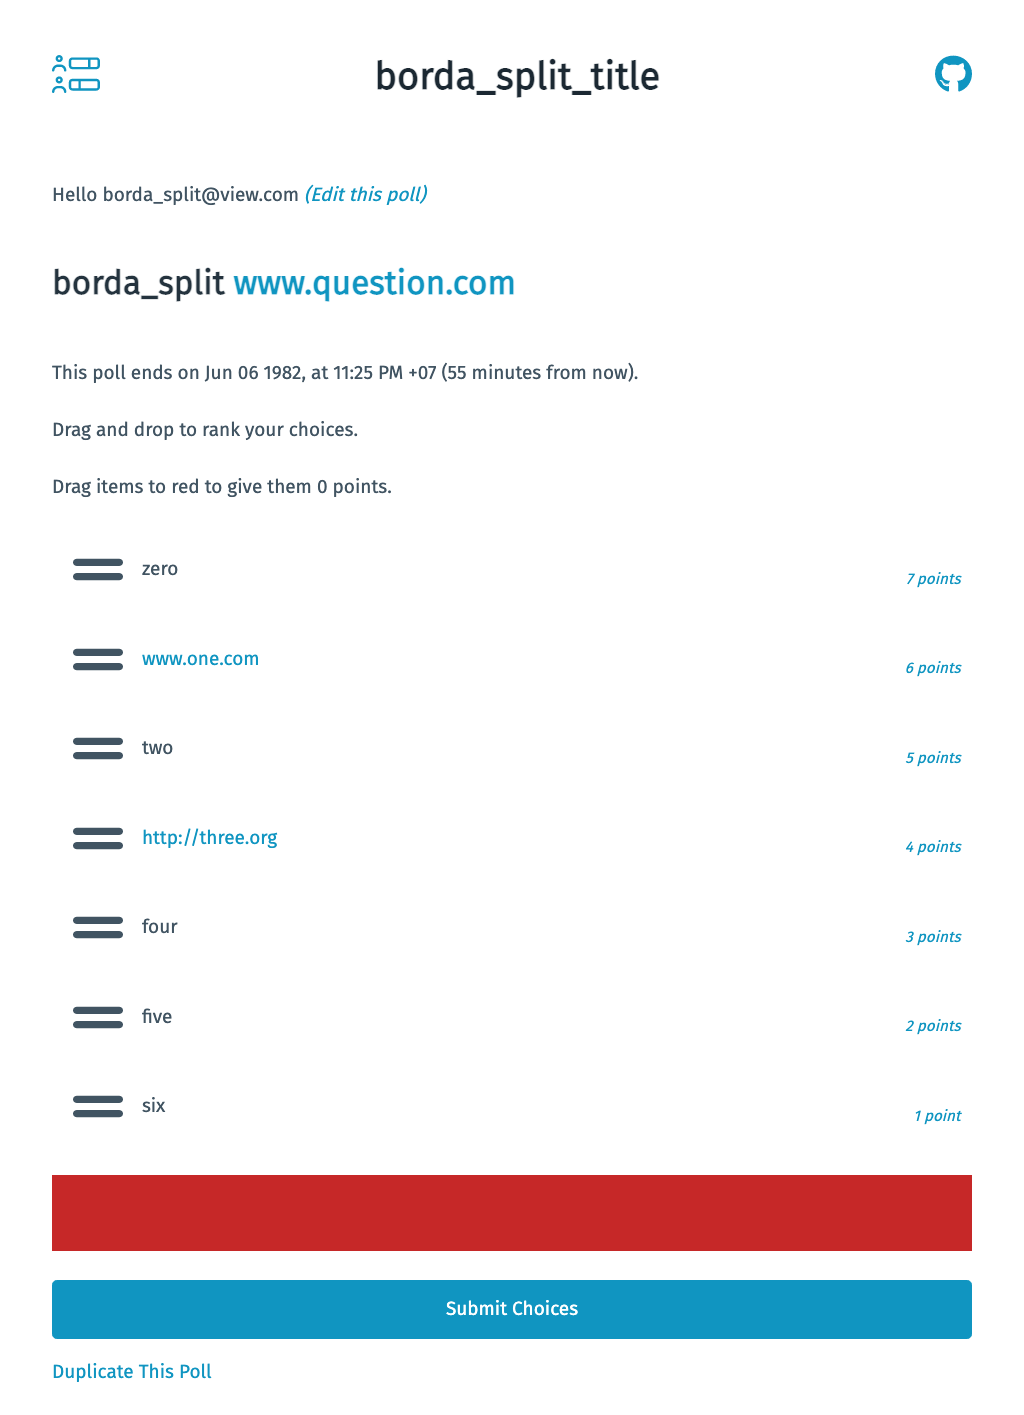 borda_split_title
Hello borda_split@view.com (Edit this poll)
borda_split www.question.com
This poll ends on Jun 06 1982, at 11:25 PM +07 (55 minutes from now).
Drag and drop to rank your choices.
Drag items to red to give them 0 points.
zero
7 points
www.one.com
6 points
two
5 points
http://three.org
4 points
four
3 points
five
2 points
six
1 point
Submit Choices
Duplicate This Poll